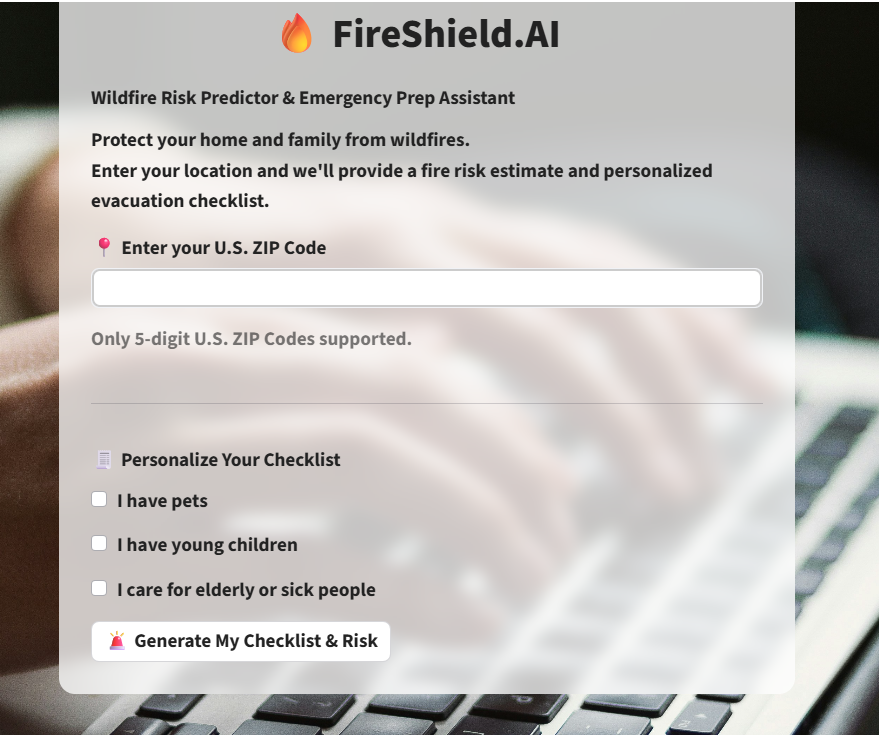 FireShield.AI
Wildfire Risk Predictor & Emergency Prep Assistant
Protect your home and family from wildfires.
Enter your location and we'll provide a fire risk estimate and personalized
evacuation checklist.
Enter your U.S. ZIP Code
Only 5-digit U.S. ZIP Codes supported.
Personalize Your Checklist
I have pets
I have young children
I care for elderly or sick people
Generate My Checklist & Risk